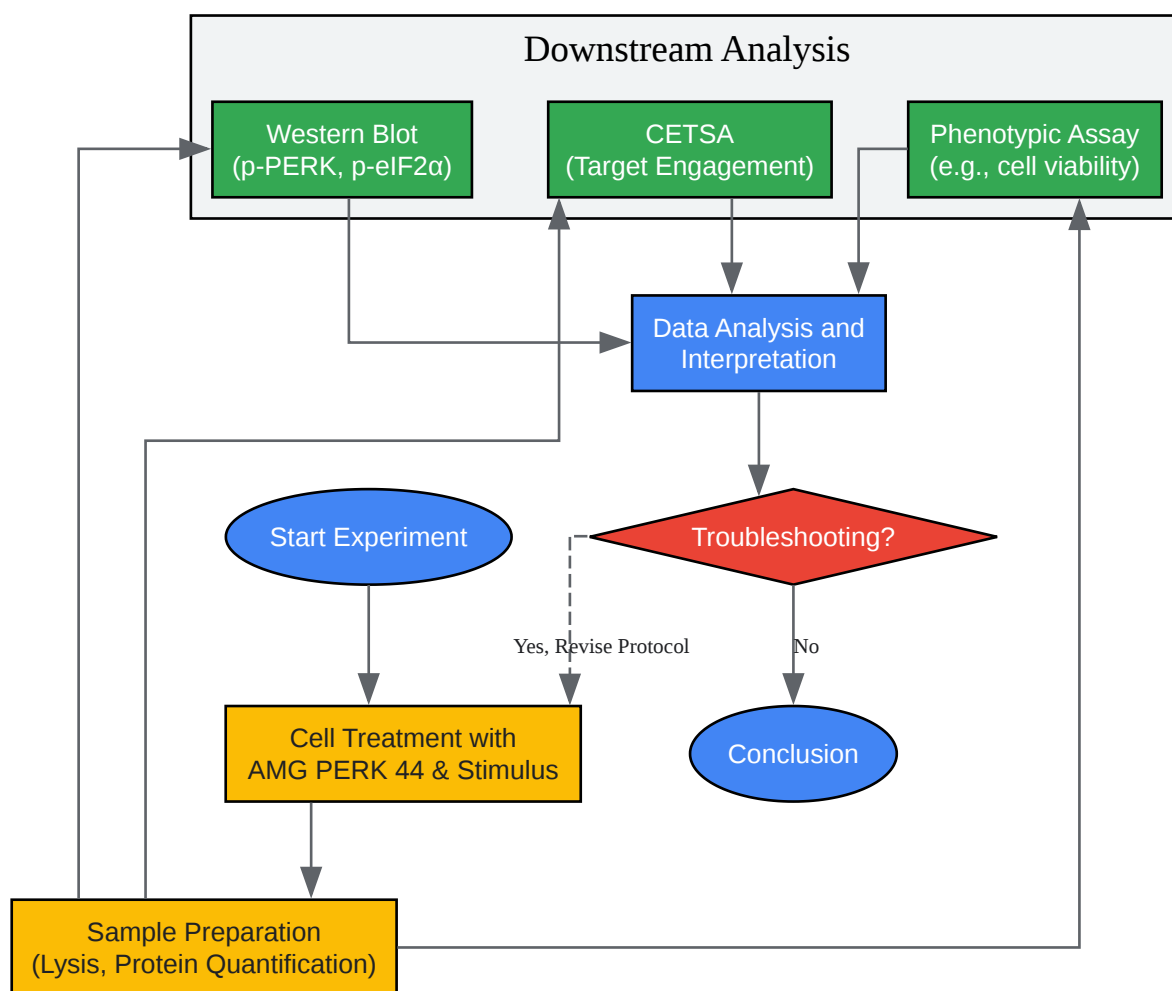 Downstream Analysis
Western Blot
(p-PERK, p-eIF2α)
CETSA
(Target Engagement)
Phenotypic Assay
(e.g., cell viability)
Data Analysis and
Interpretation
Start Experiment
Troubleshooting?
Yes, Revise Protocol
No
Cell Treatment with
AMG PERK 44 & Stimulus
Conclusion
Sample Preparation
(Lysis, Protein Quantification)